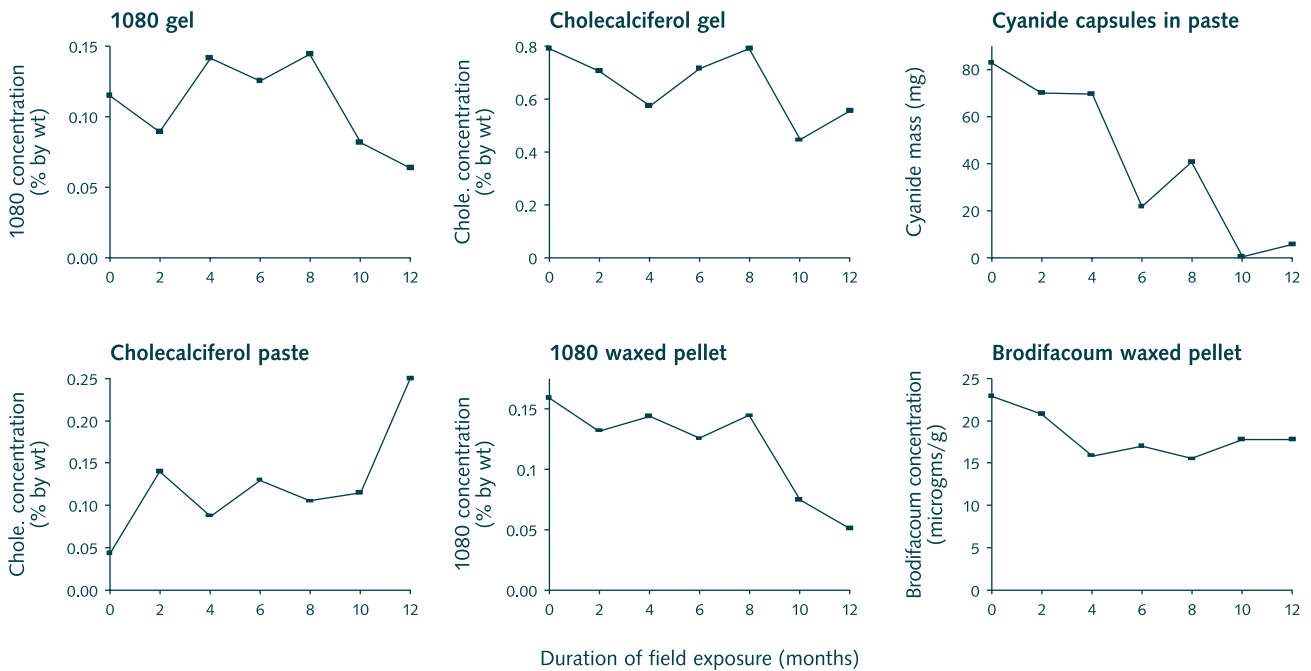 1080 gel
1080 concentration
(% by wt)
0.15
0.10
0.05
0.00
0 2 4 6 8 10 12
Cholecalciferol gel
Chole. concentration
(% by wt)
0.8
0.6
0.4
0.2
0
0 2 4 6 8 10 12
Cyanide capsules in paste
Cyanide mass (mg)
80
60
40
20
0
0 2 4 6 8 10 12
Cholecalciferol paste
Chole. concentration
(% by wt)
0.25
0.20
0.15
0.10
0.05
0.00
0 2 4 6 8 10 12
1080 waxed pellet
1080 concentration
(% by wt)
0.15
0.1
0.05
0.00
0 2 4 6 8 10 12
Brodifacoum waxed pellet
Brodifacoum concentration
(microgms/g)
25
20
15
10
5
0
0 2 4 6 8 10 12
Duration of field exposure (months)